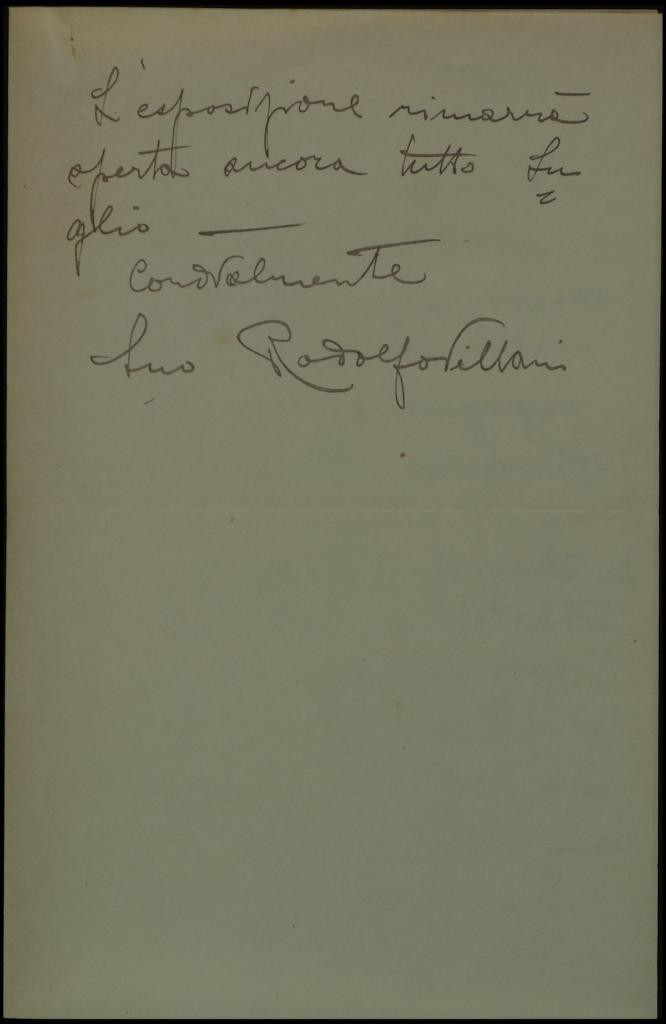 L'esposizione rimarrà
aperta ancora tutto Lu=
glio —
Cordialmente
Suo Rodolfo Villani